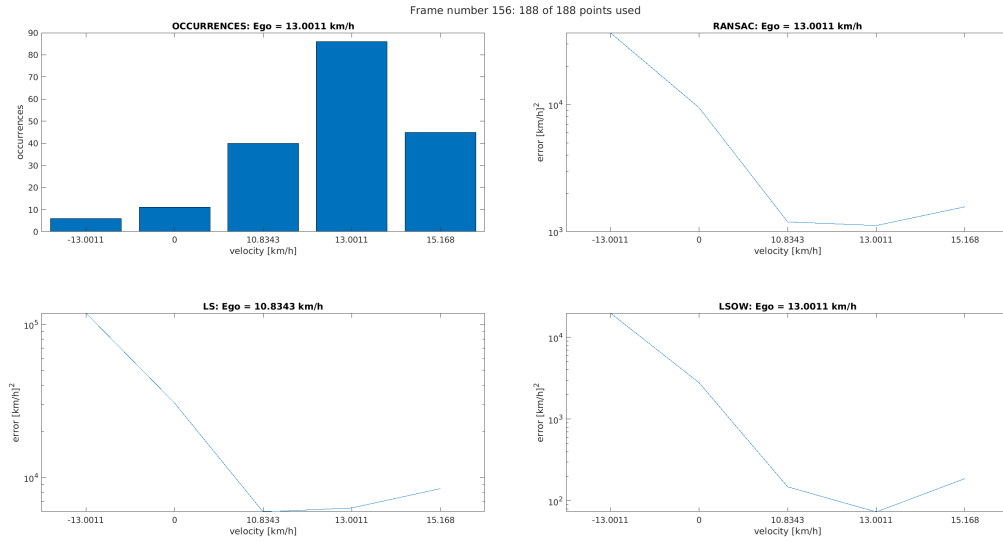 Frame number 156: 188 of 188 points used
OCCURRENCES: Ego = 13.0011 km/h
90
80
70
60
50
40
30
20
10
0
occurrences
-13.0011 0 10.8343 13.0011 15.168
velocity [km/h]
RANSAC: Ego = 13.0011 km/h
10^4
10^3
error [km/h]^2
-13.0011 0 10.8343 13.0011 15.168
velocity [km/h]
LS: Ego = 10.8343 km/h
10^5
10^4
error [km/h]^2
-13.0011 0 10.8343 13.0011 15.168
velocity [km/h]
LSOW: Ego = 13.0011 km/h
10^4
10^3
10^2
error [km/h]^2
-13.0011 0 10.8343 13.0011 15.168
velocity [km/h]